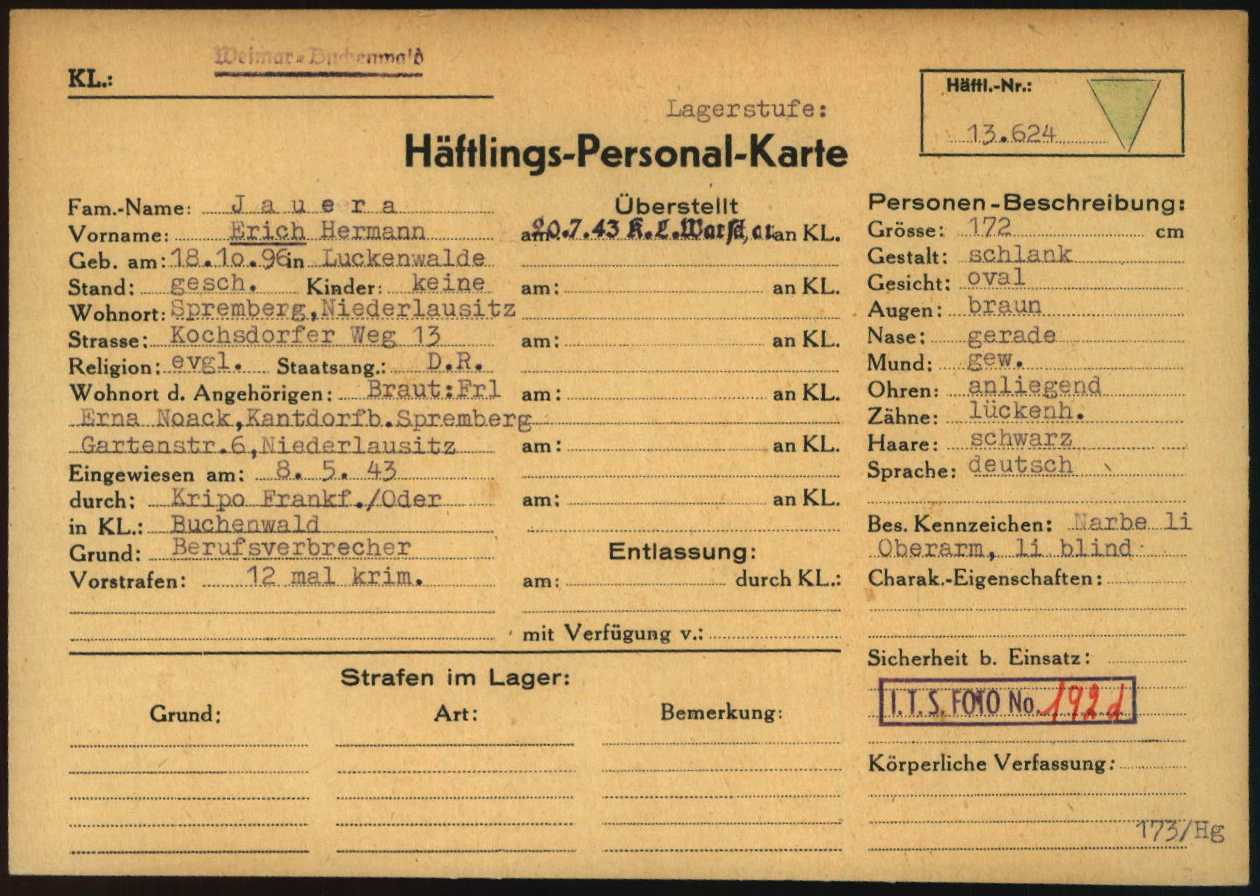 Weimar-Buchenwald
KL.:
Häftl.-Nr.:
13.624
Lagerstufe:
Häftlings-Personal-Karte
Fam.-Name: Jauera
Vorname: Erich Hermann
Geb. am: 18.10.96 in Luckenwalde
Stand: gesch. Kinder: keine
Wohnort: Spremberg,Niederlausitz
Strasse: Kochsdorfer Weg 13
Religion: evgl. Staatsang.: D.R.
Wohnort d. Angehörigen: Braut:Frl
Erna Noack,Kantdorfb.Spremberg
Gartenstr.6,Niederlausitz
Eingewiesen am: 8. 5. 43
durch: Kripo Frankf./Oder
in KL.: Buchenwald
Grund: Berufsverbrecher
Vorstrafen: 12 mal krim.
Überstellt
am: 20.7.43 K.L. an KL.
am: an KL.
am: an KL.
am: an KL.
am: an KL.
am: an KL.
Entlassung:
am: durch KL.:
mit Verfügung v.:
Personen-Beschreibung:
Grösse: 172 cm
Gestalt: schlank
Gesicht: oval
Augen: braun
Nase: gerade
Mund: gew.
Ohren: anliegend
Zähne: lückenh.
Haare: schwarz
Sprache: deutsch
Bes. Kennzeichen: Narbe li
Oberarm, li blind
Charak.-Eigenschaften:
Sicherheit b. Einsatz:
I.T.S. FOTO No. 192d
Körperliche Verfassung:
Strafen im Lager:
Grund: Art: Bemerkung:
173/Hg